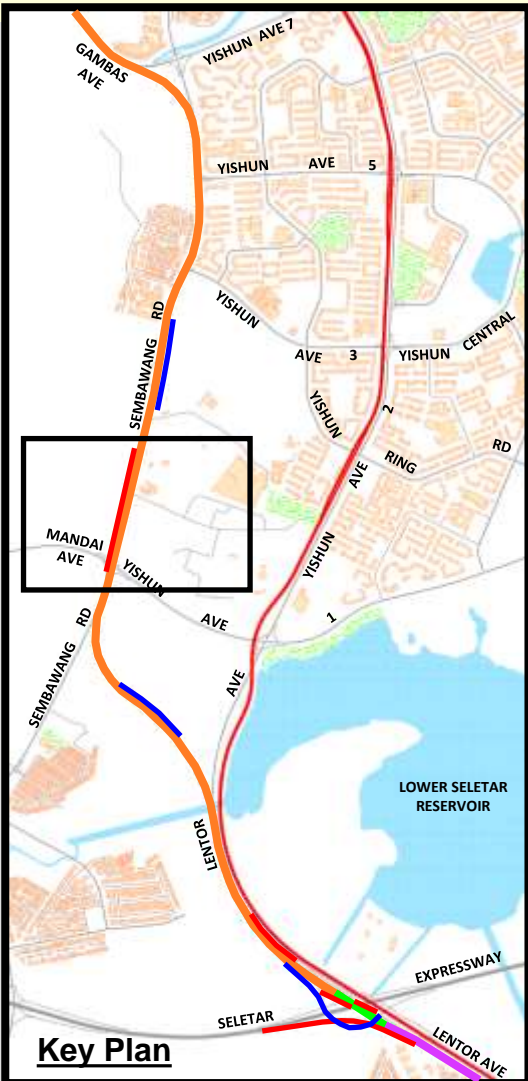 YISHUN AVE 7
GAMBAS
AVE
YISHUN AVE 5
SEMBAWANG RD
YISHUN
AVE 3
YISHUN CENTRAL
YISHUN
RING
RD
YISHUN AVE 2
MANDAI
AVE
YISHUN
AVE
1
SEMBAWANG RD
LENTOR AVE
LOWER SELETAR
RESERVOIR
SELETAR EXPRESSWAY
LENTOR AVE
Key Plan